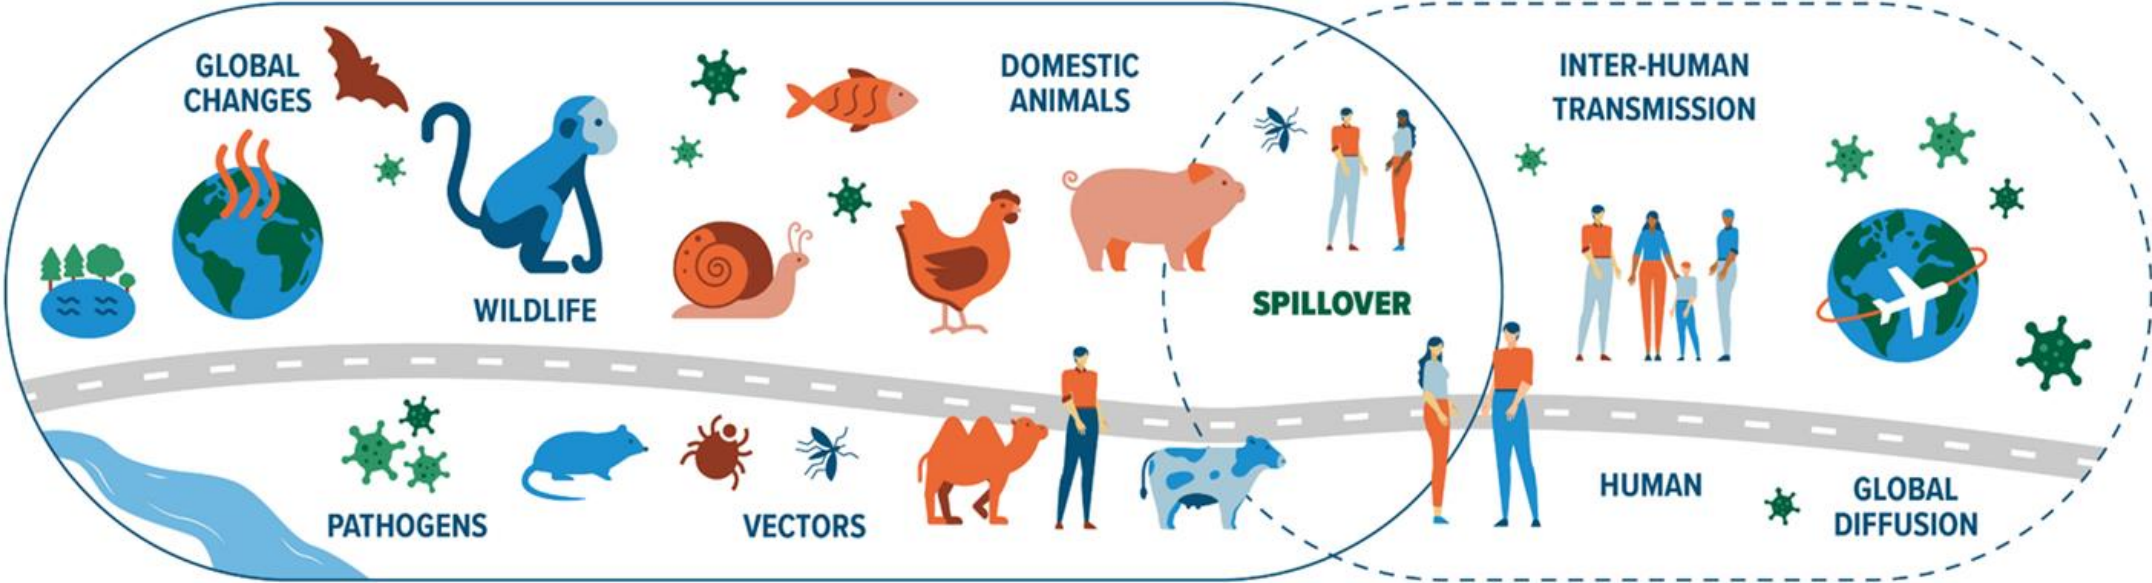 GLOBAL
CHANGES
WILDLIFE
DOMESTIC
ANIMALS
SPILLOVER
INTER-HUMAN
TRANSMISSION
PATHOGENS
VECTORS
HUMAN
GLOBAL
DIFFUSION